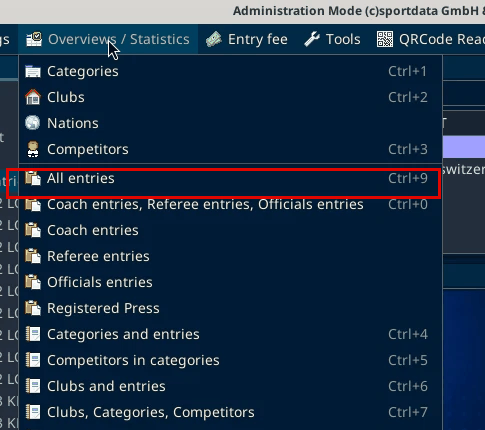 Administration Mode (c)sportdata GmbH &
gs Overviews / Statistics Entry fee Tools QRCode Rea
Categories Ctrl+1
Clubs Ctrl+2
Nations
Competitors Ctrl+3
All entries Ctrl+9
Coach entries, Referee entries, Officials entries Ctrl+0
Coach entries
Referee entries
Officials entries
Registered Press
Categories and entries Ctrl+4
Competitors in categories Ctrl+5
Clubs and entries Ctrl+6
Clubs, Categories, Competitors Ctrl+7